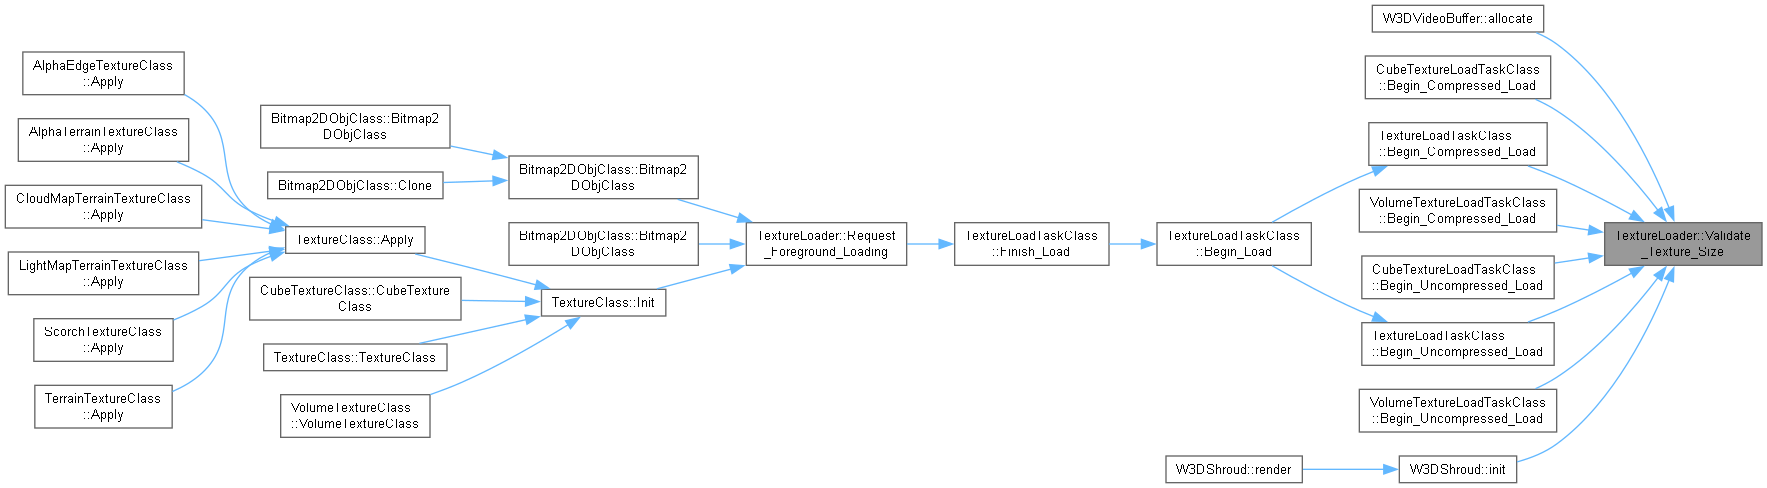 AlphaEdgeTextureClass
::Apply
AlphaTerrainTextureClass
::Apply
CloudMapTerrainTextureClass
::Apply
LightMapTerrainTextureClass
::Apply
ScorchTextureClass
::Apply
TerrainTextureClass
::Apply
Bitmap2DObjClass::Bitmap2
DObjClass
Bitmap2DObjClass::Clone
TextureClass::Apply
CubeTextureClass::CubeTexture
Class
TextureClass::TextureClass
VolumeTextureClass
::VolumeTextureClass
Bitmap2DObjClass::Bitmap2
DObjClass
Bitmap2DObjClass::Bitmap2
DObjClass
TextureClass::Init
TextureLoader::Request
_Foreground_Loading
TextureLoadTaskClass
::Finish_Load
TextureLoadTaskClass
::Begin_Load
W3DShroud::render
W3DVideoBuffer::allocate
CubeTextureLoadTaskClass
::Begin_Compressed_Load
TextureLoadTaskClass
::Begin_Compressed_Load
VolumeTextureLoadTaskClass
::Begin_Compressed_Load
CubeTextureLoadTaskClass
::Begin_Uncompressed_Load
TextureLoadTaskClass
::Begin_Uncompressed_Load
VolumeTextureLoadTaskClass
::Begin_Uncompressed_Load
W3DShroud::init
TextureLoader::Validate
_Texture_Size